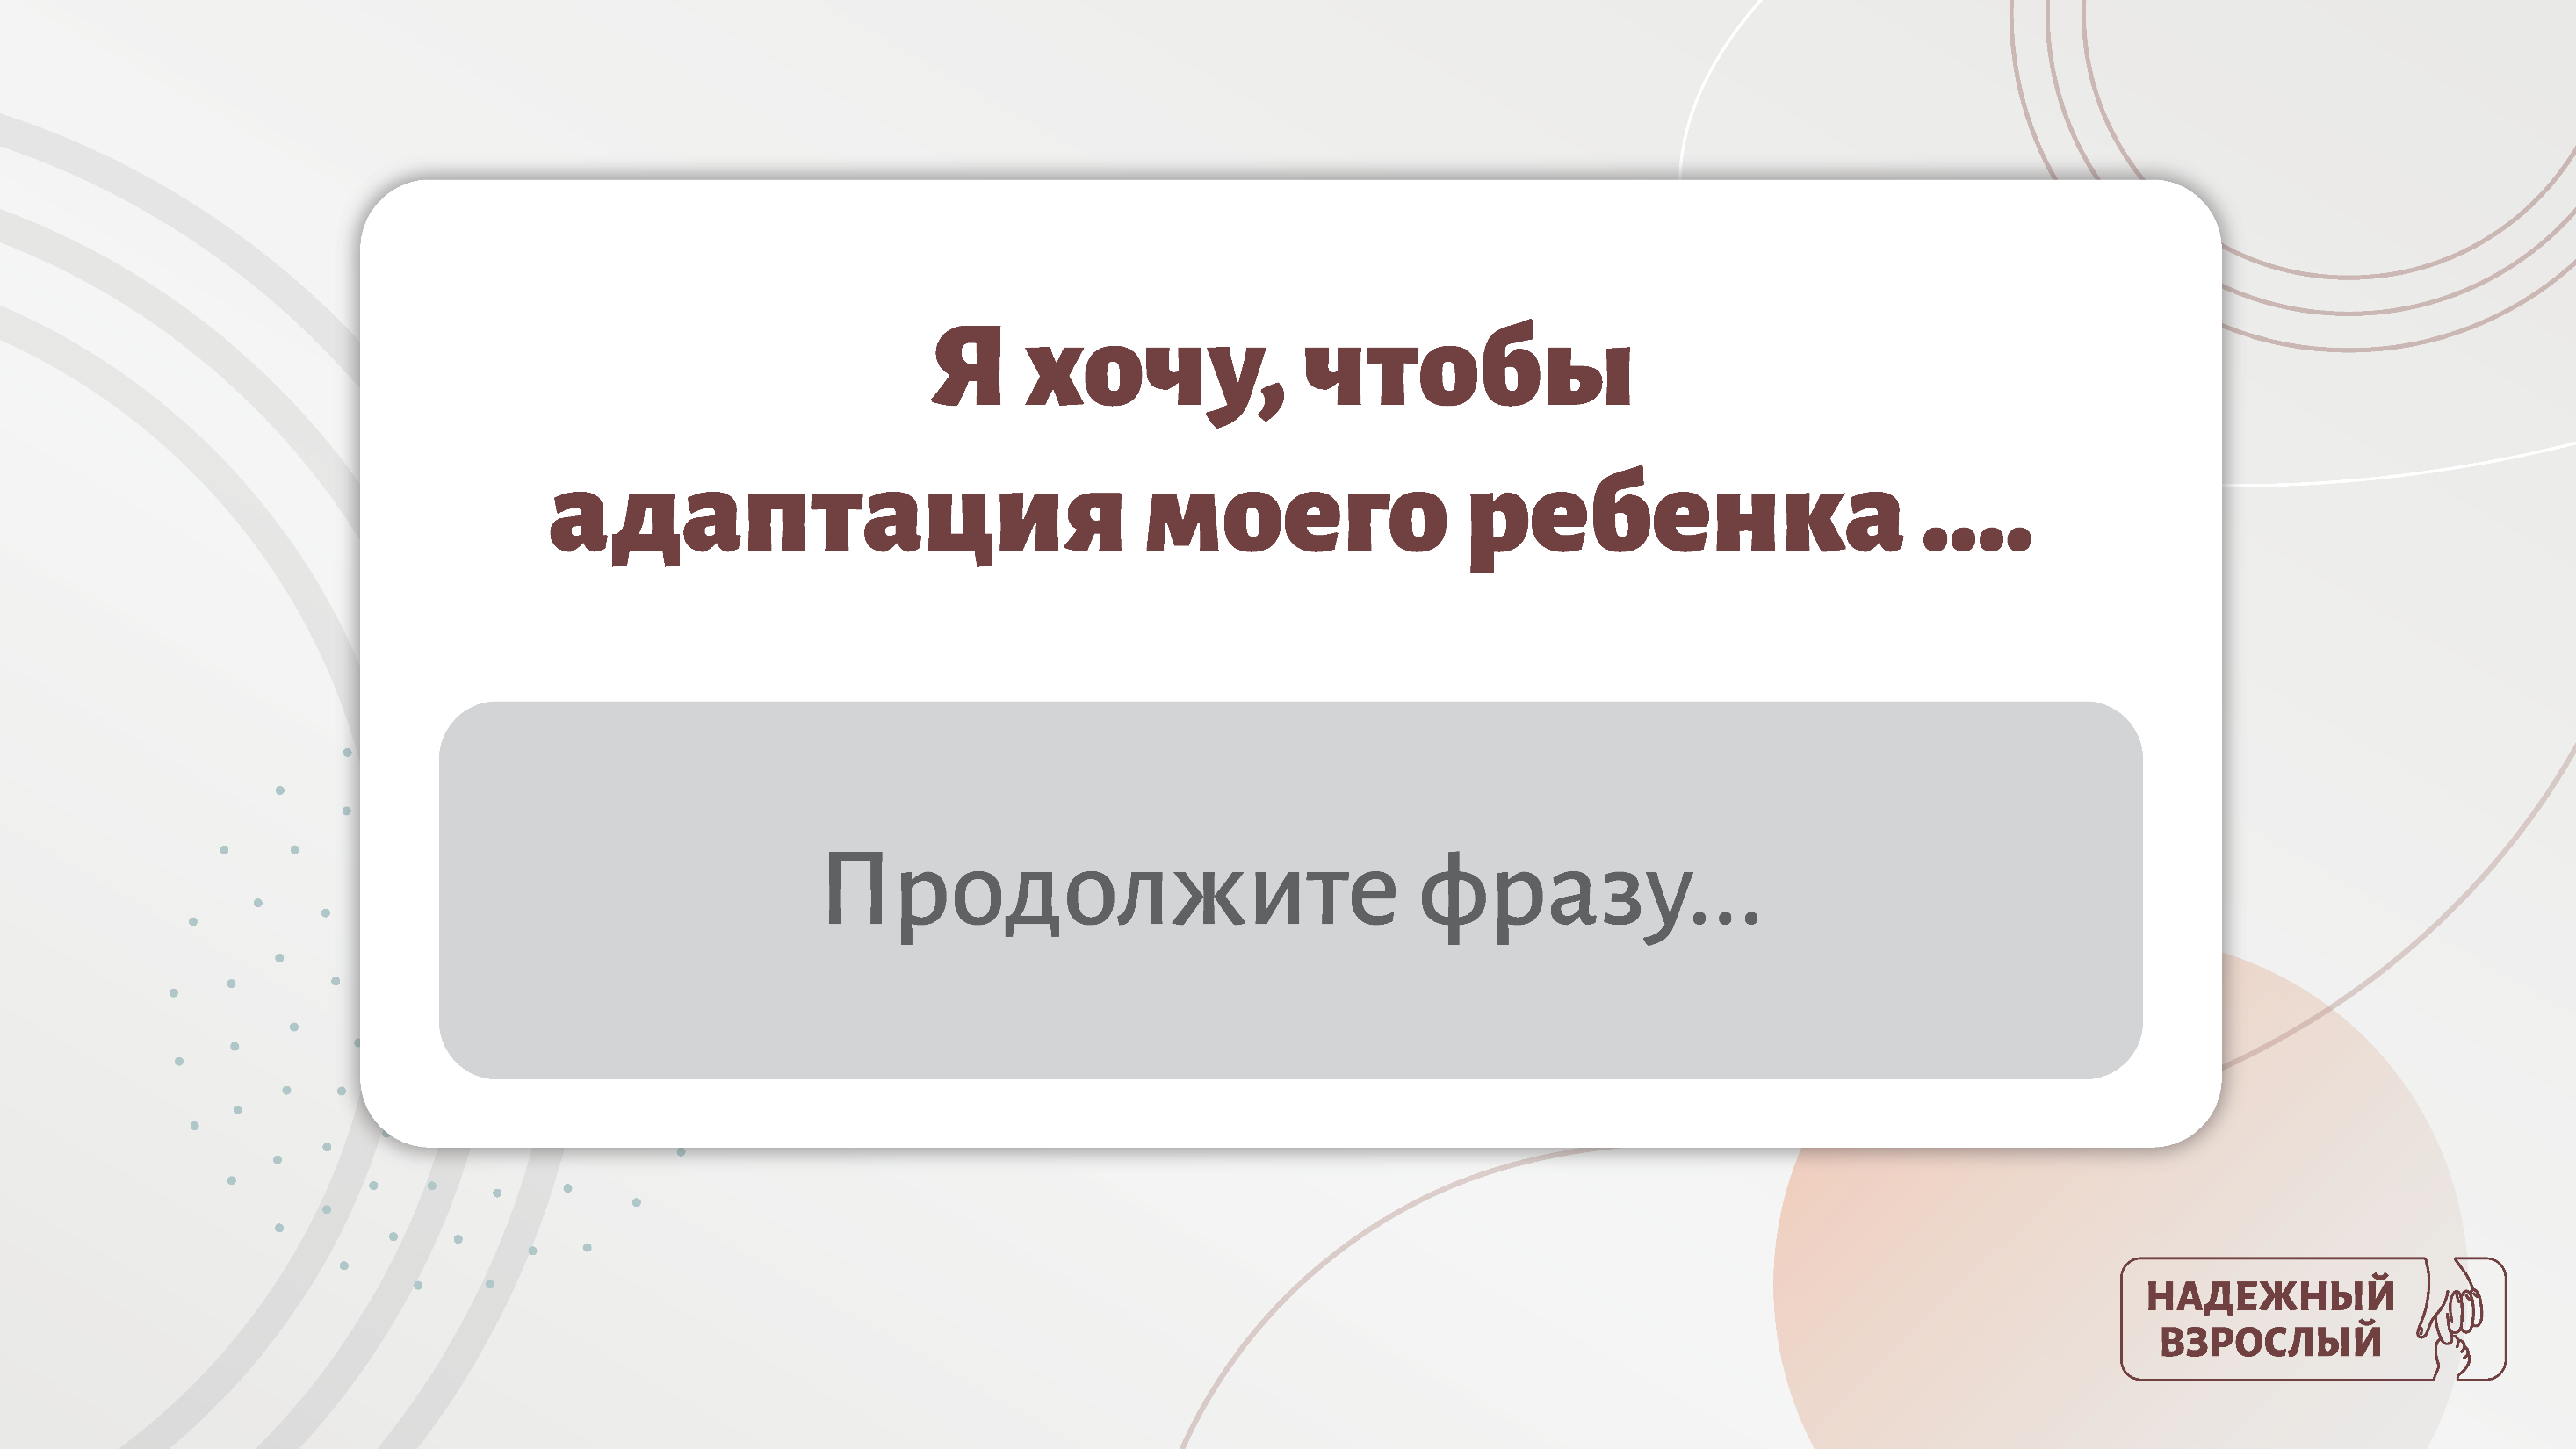 Я хочу, чтобы
адаптация моего ребенка ....
Продолжите фразу...
НАДЕЖНЫЙ
ВЗРОСЛЫЙ